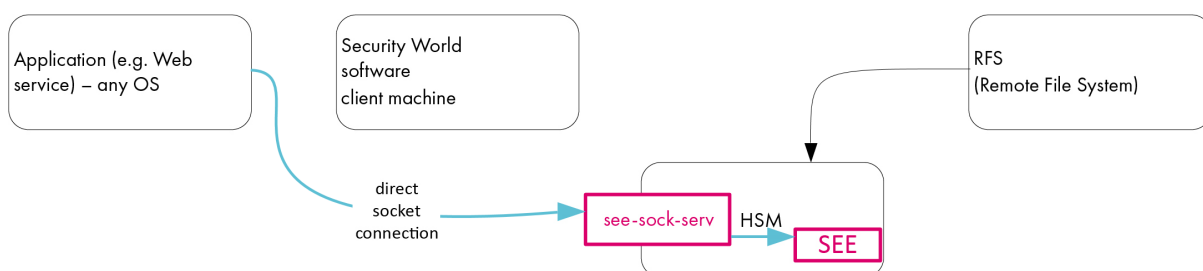 Application (e.g. Web
service) – any OS
Security World
software
client machine
RFS
(Remote File System)
direct
socket
connection
see-sock-serv
HSM
SEE